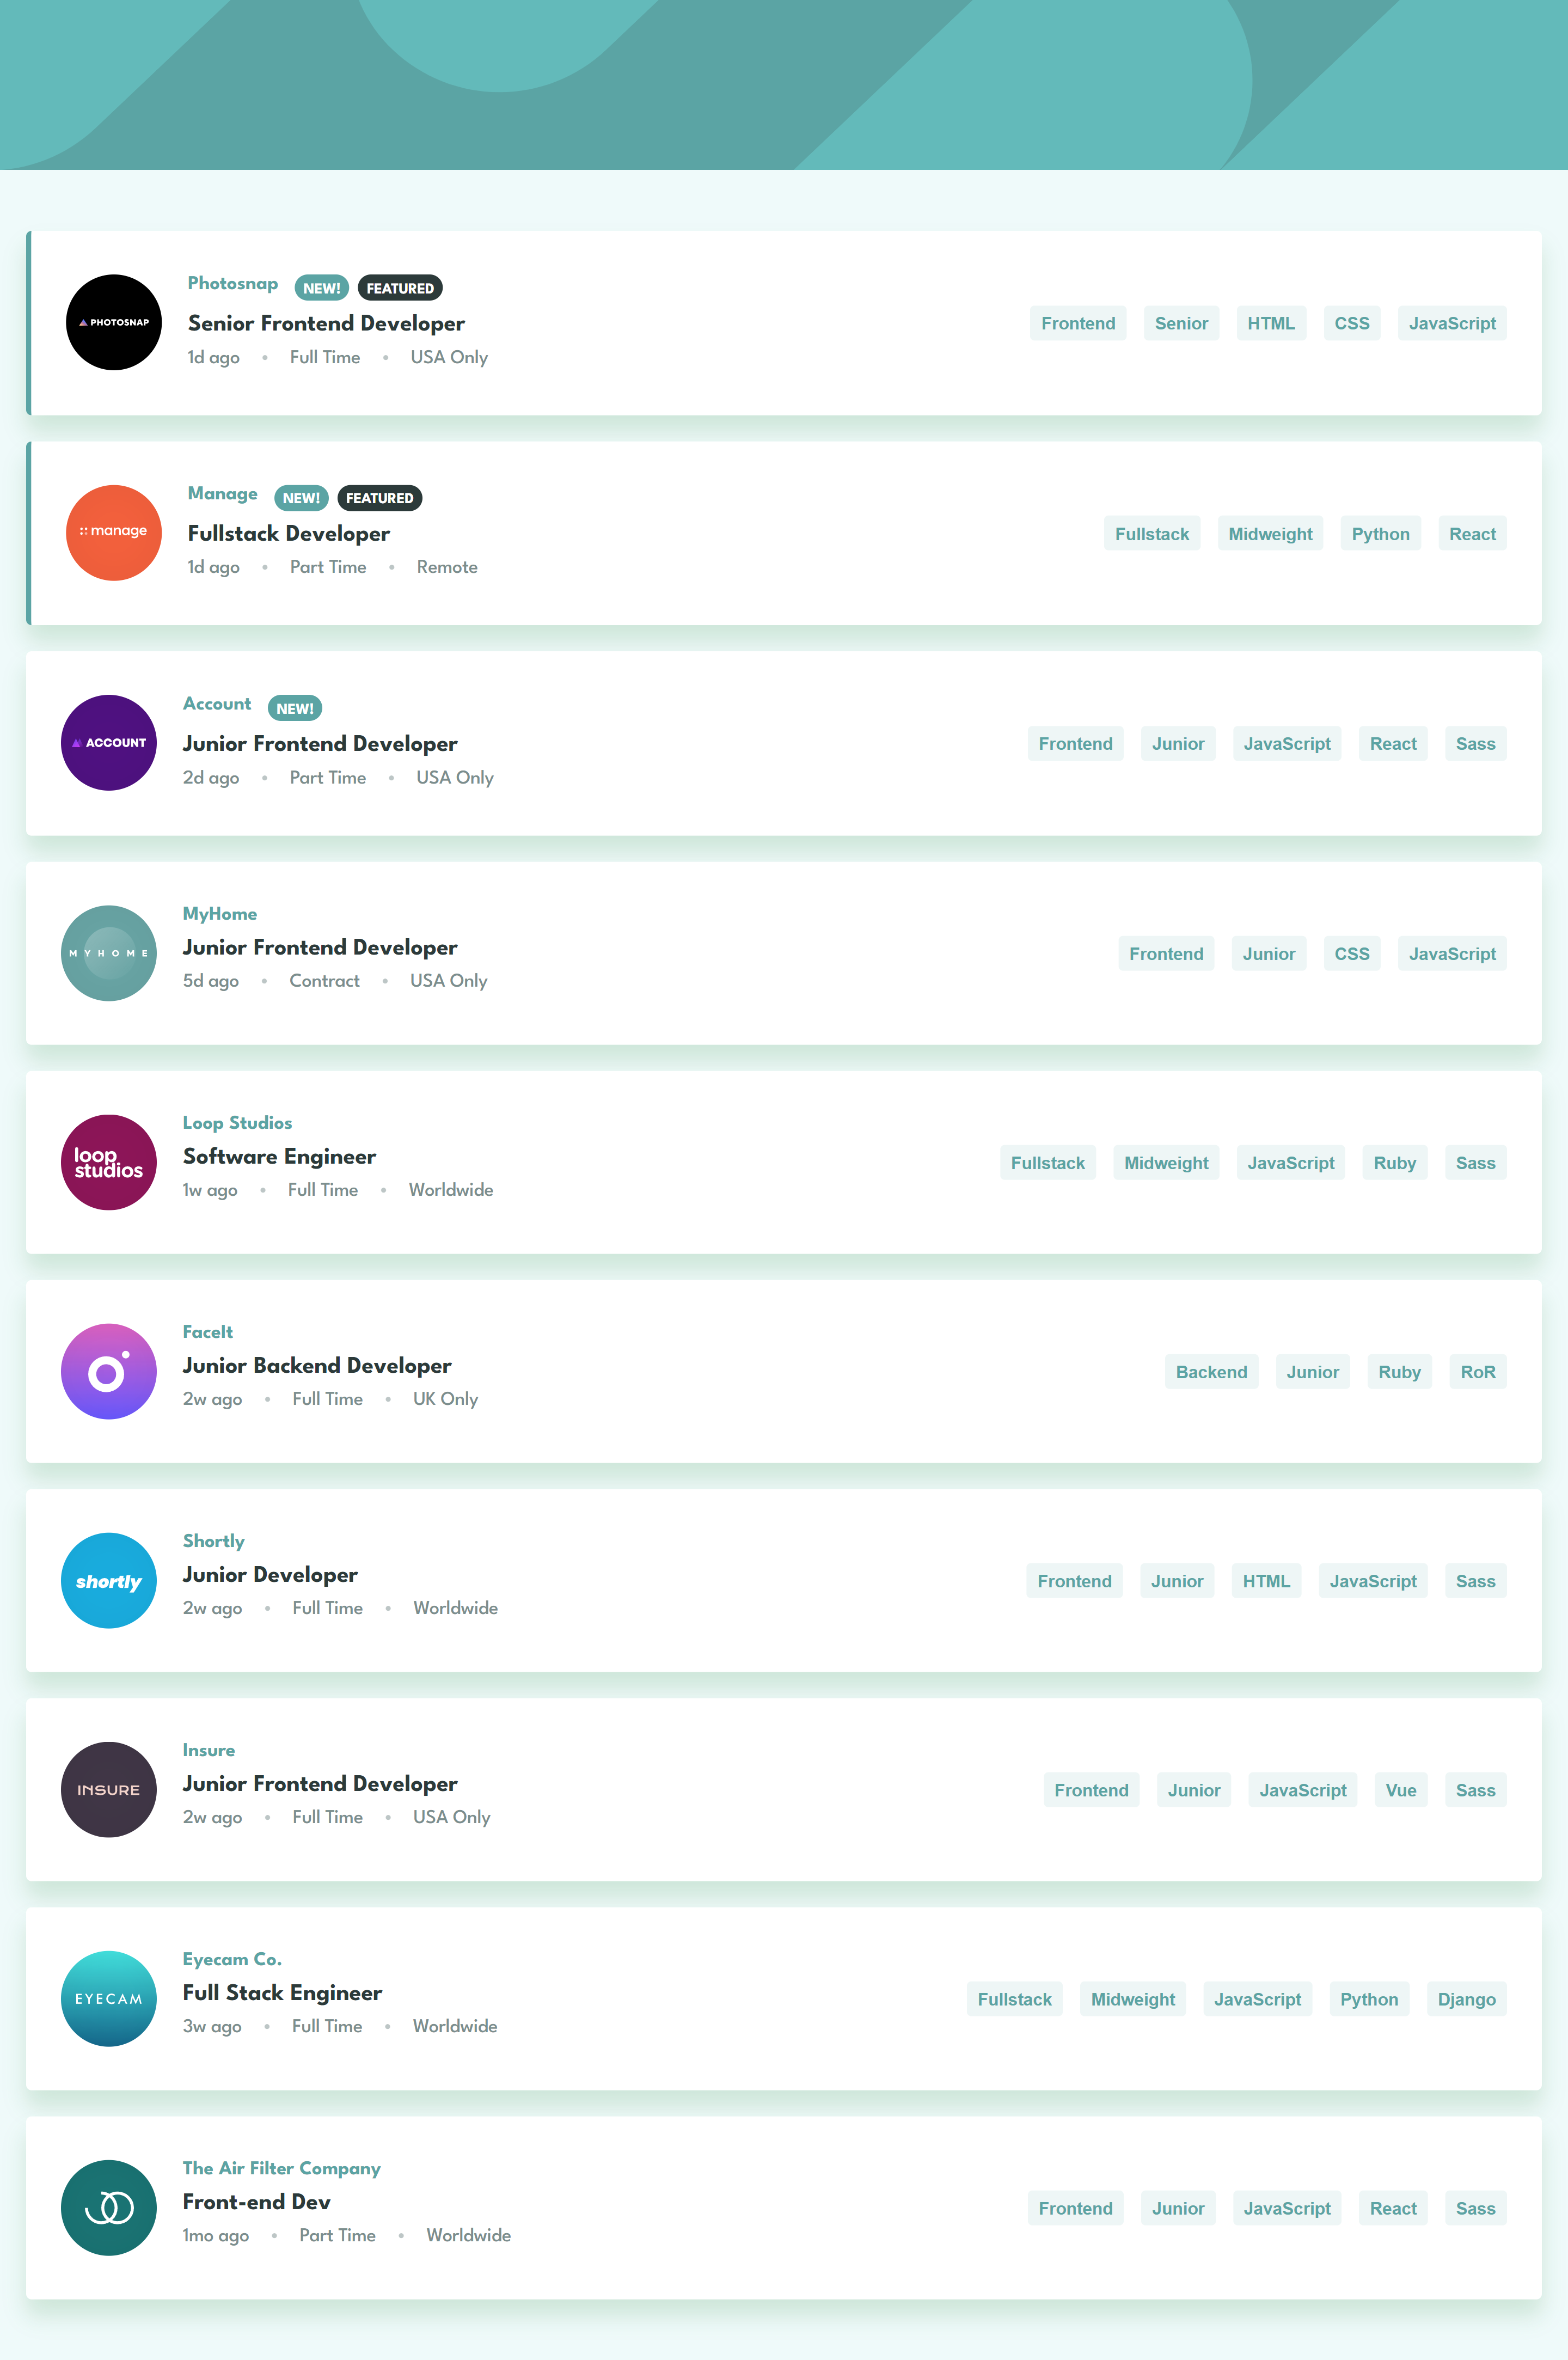 PHOTOSNAP
Photosnap NEW! FEATURED
Senior Frontend Developer
1d ago • Full Time • USA Only
Frontend Senior HTML CSS JavaScript
manage
Manage NEW! FEATURED
Fullstack Developer
1d ago • Part Time • Remote
Fullstack Midweight Python React
ACCOUNT
Account NEW!
Junior Frontend Developer
2d ago • Part Time • USA Only
Frontend Junior JavaScript React Sass
MYHOME
MyHome
Junior Frontend Developer
5d ago • Contract • USA Only
Frontend Junior CSS JavaScript
loop
studios
Loop Studios
Software Engineer
1w ago • Full Time • Worldwide
Fullstack Midweight JavaScript Ruby Sass
FaceIt
Junior Backend Developer
2w ago • Full Time • UK Only
Backend Junior Ruby RoR
shortly
Shortly
Junior Developer
2w ago • Full Time • Worldwide
Frontend Junior HTML JavaScript Sass
INSURE
Insure
Junior Frontend Developer
2w ago • Full Time • USA Only
Frontend Junior JavaScript Vue Sass
EYECAM
Eyecam Co.
Full Stack Engineer
3w ago • Full Time • Worldwide
Fullstack Midweight JavaScript Python Django
The Air Filter Company
Front-end Dev
1mo ago • Part Time • Worldwide
Frontend Junior JavaScript React Sass